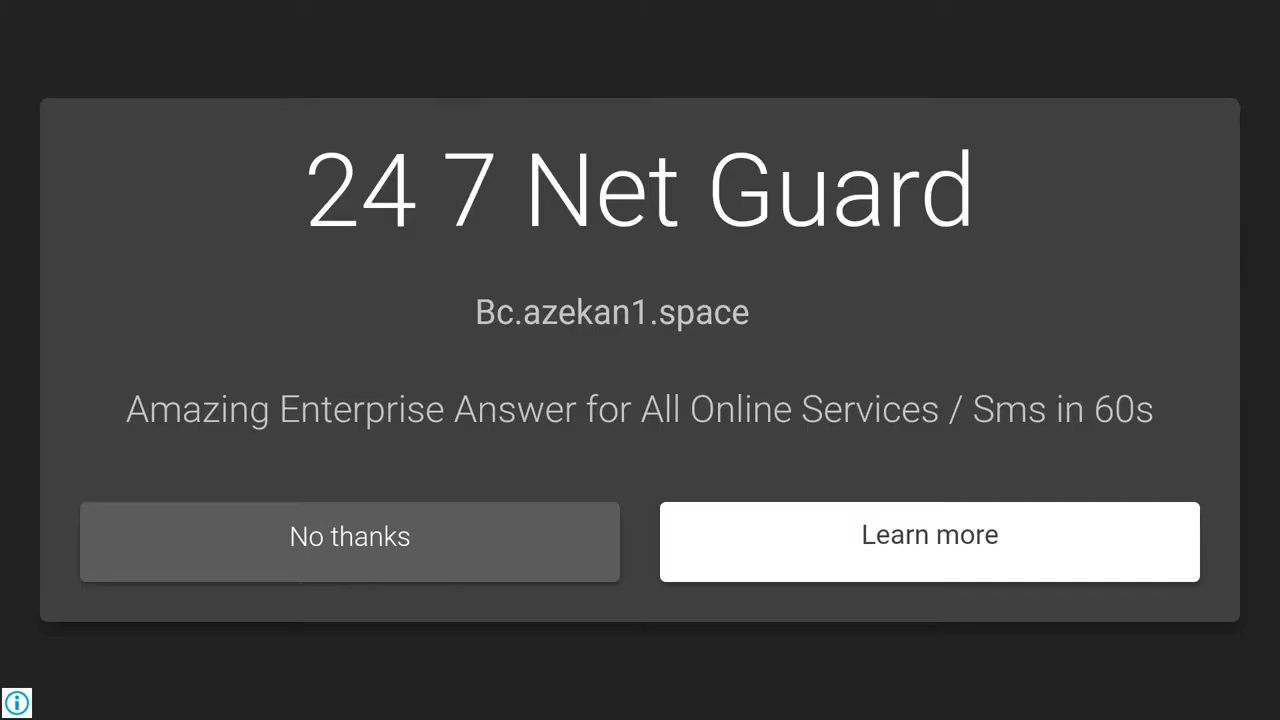 24 7 Net Guard
Bc.azekan1.space
Amazing Enterprise Answer for All Online Services / Sms in 60s
No thanks
Learn more